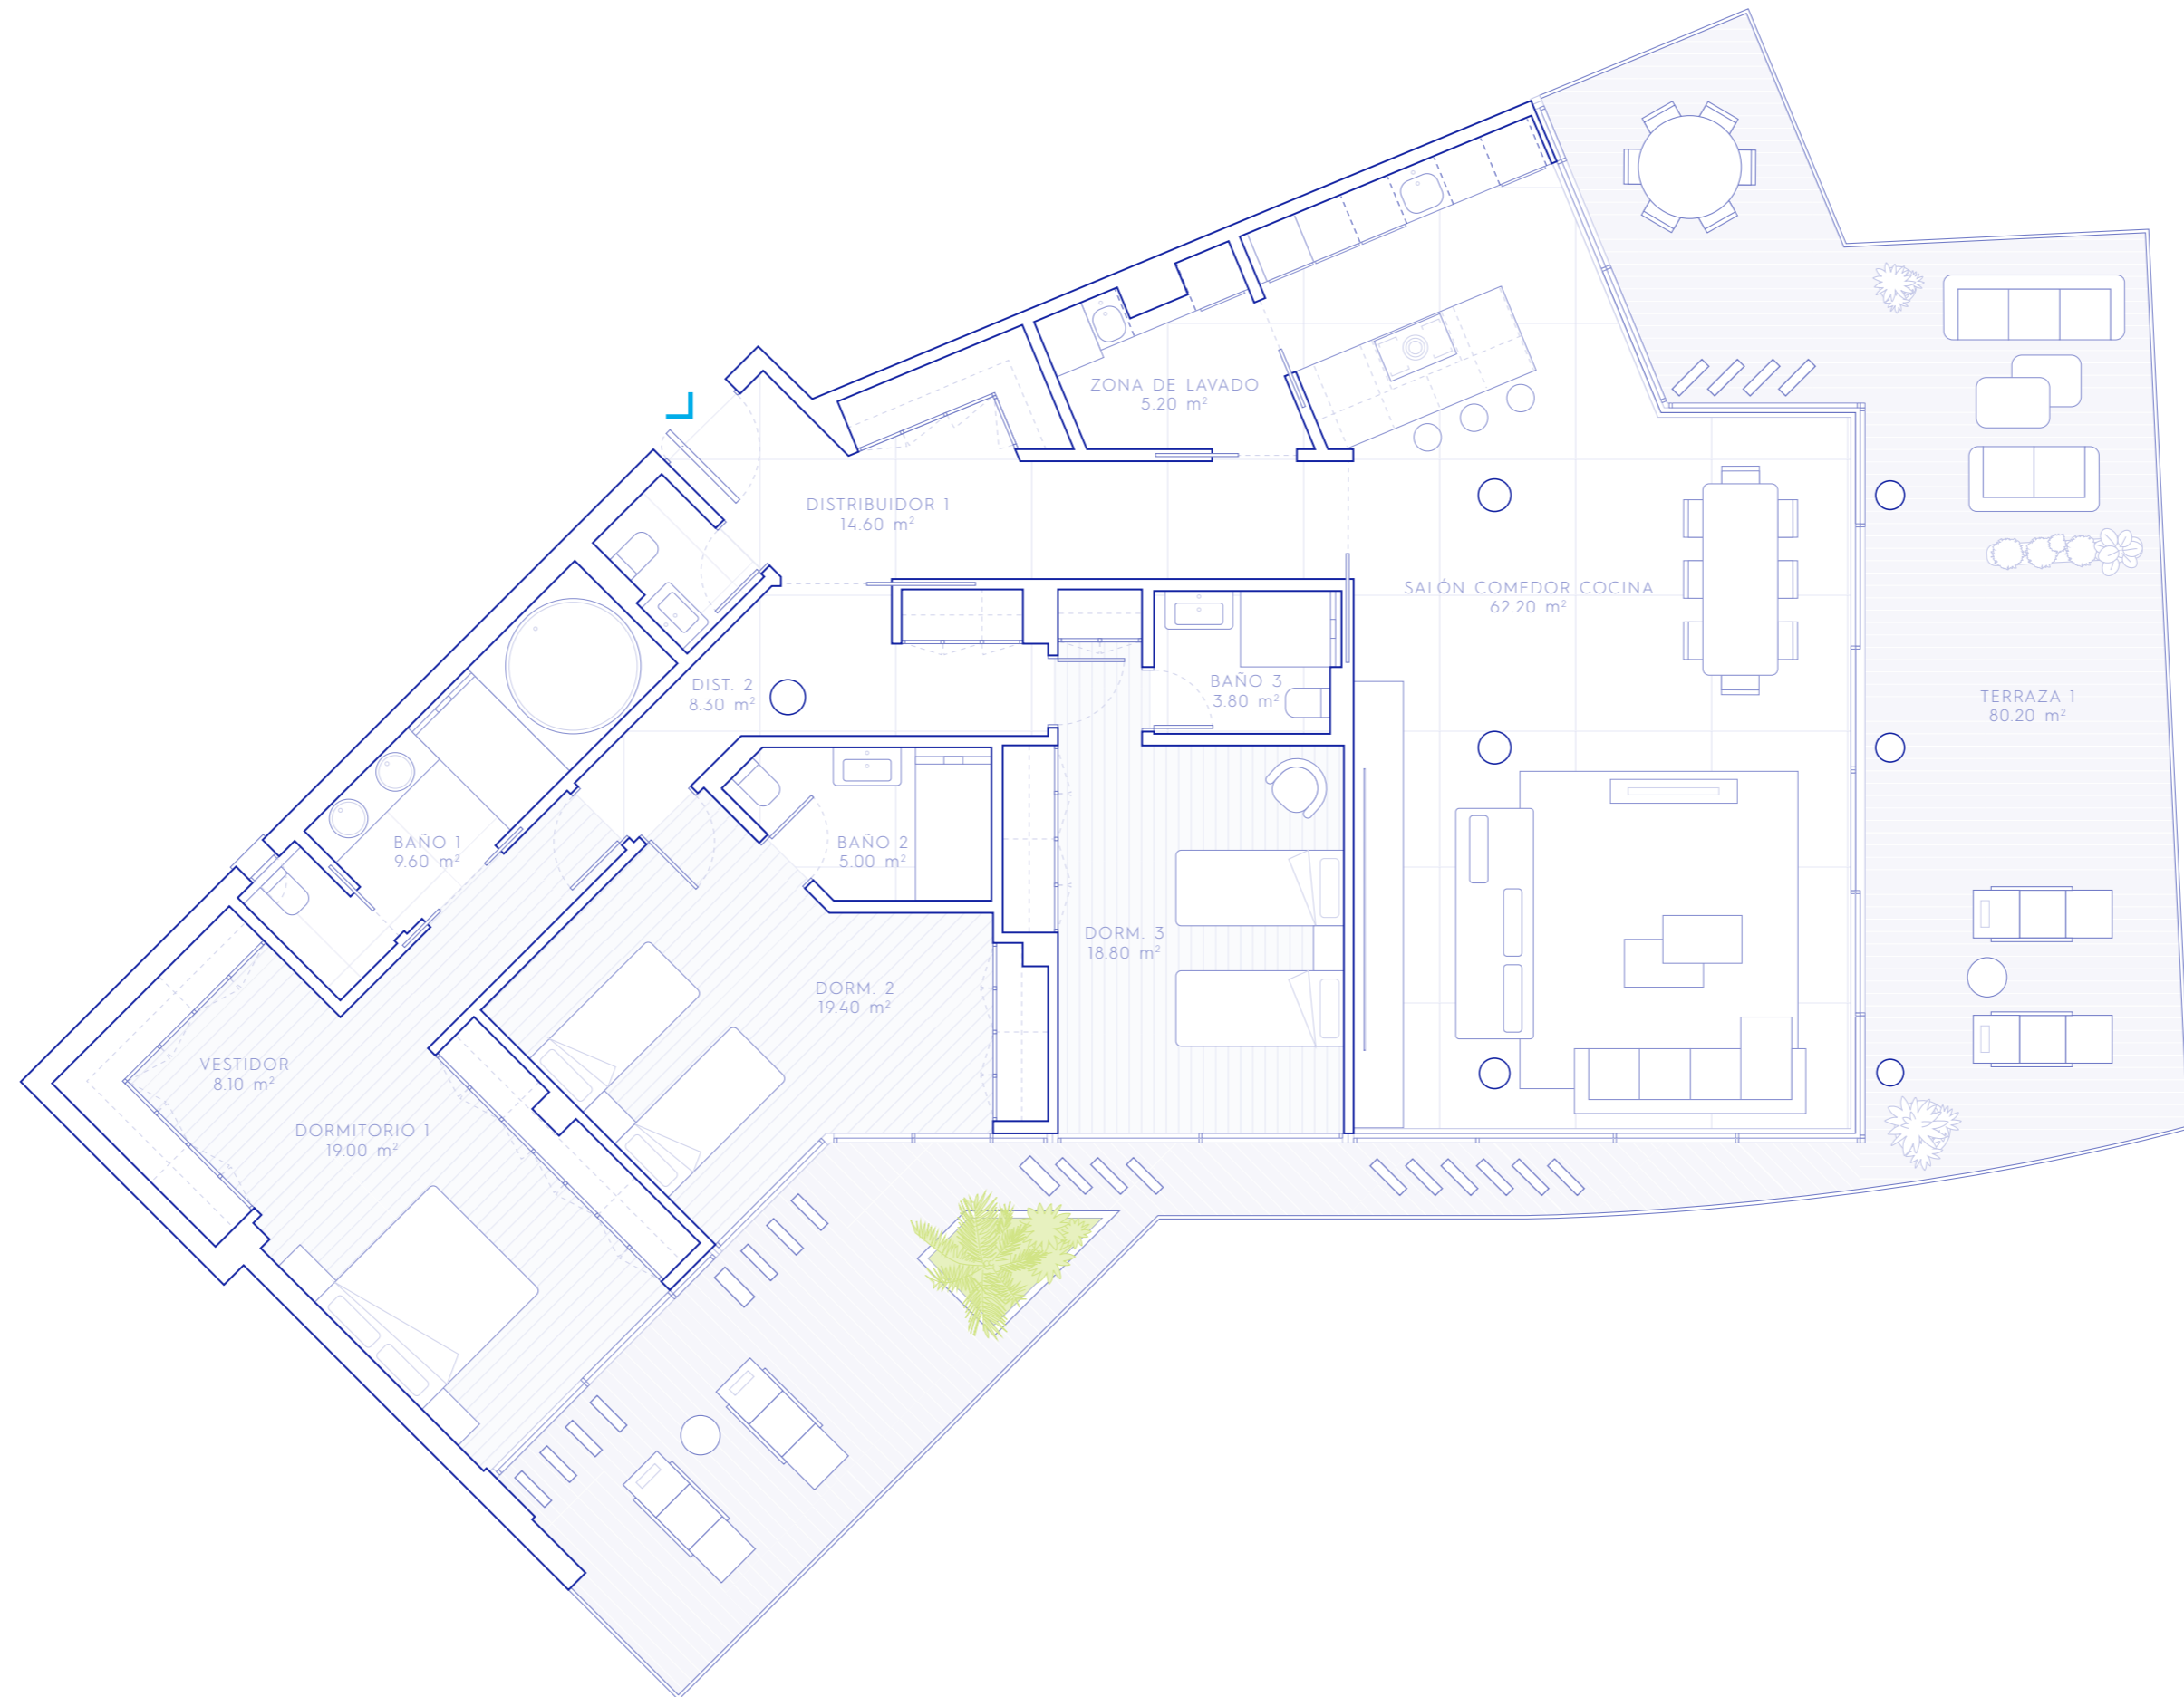 ZONA DE LAVADO
5.20 m²
DISTRIBUIDOR 1
14.60 m²
SALÓN COMEDOR COCINA
62.20 m²
DIST. 2
8.30 m²
BAÑO 3
3.80 m²
TERRAZA 1
80.20 m²
BAÑO 1
9.60 m²
BAÑO 2
5.00 m²
DORM. 3
18.80 m²
DORM. 2
19.40 m²
VESTIDOR
8.10 m²
DORMITORIO 1
19.00 m²